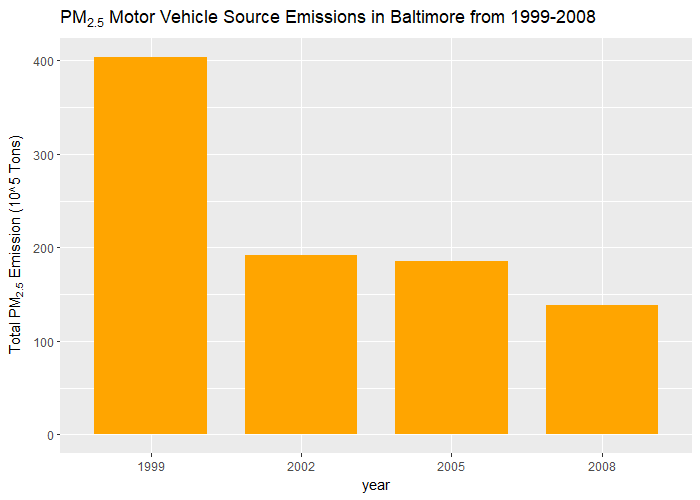 PM2.5 Motor Vehicle Source Emissions in Baltimore from 1999-2008
Total PM2.5 Emission (10^5 Tons)
400
300
200
100
0
1999 2002 2005 2008
year